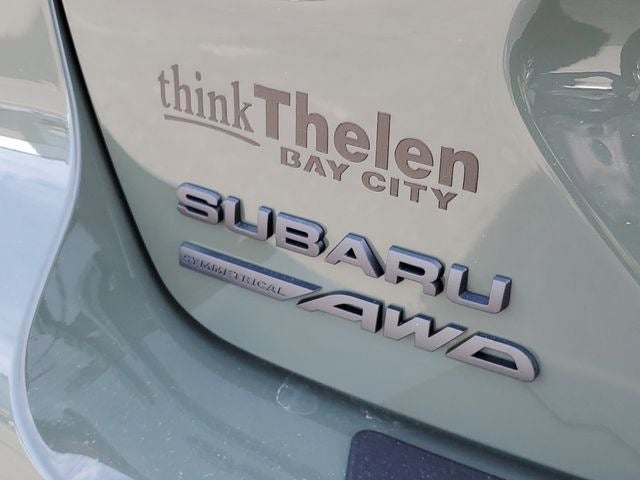 thinkThelen
BAY CITY
SUBARU
SYMMETRICAL AWD